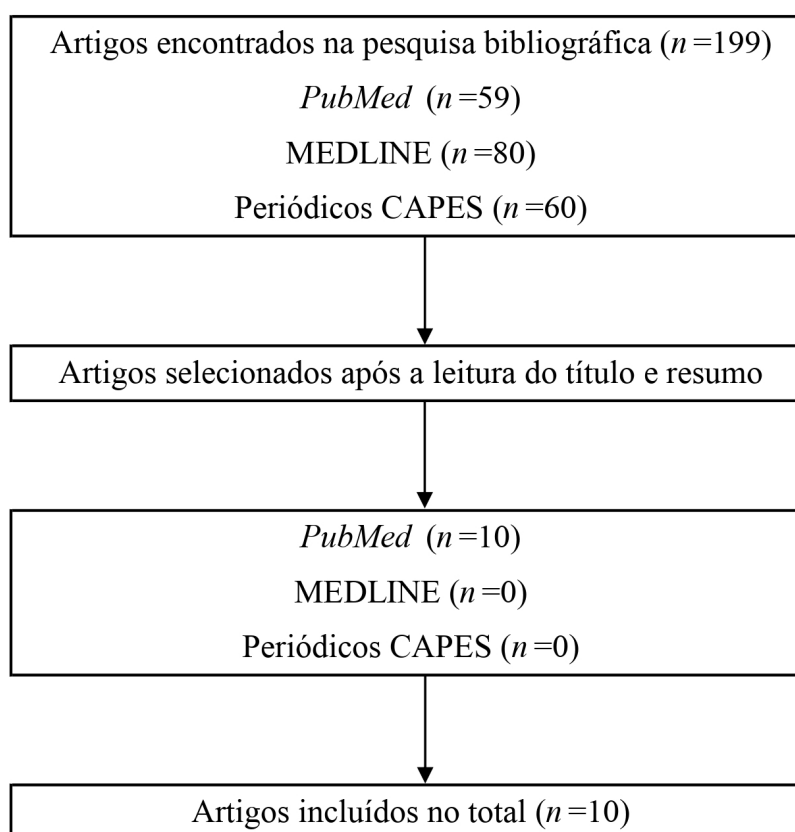 Artigos encontrados na pesquisa bibliográfica (n=199)
PubMed (n=59)
MEDLINE (n=80)
Periódicos CAPES (n=60)
Artigos selecionados após a leitura do título e resumo
PubMed (n=10)
MEDLINE (n=0)
Periódicos CAPES (n=0)
Artigos incluídos no total (n=10)